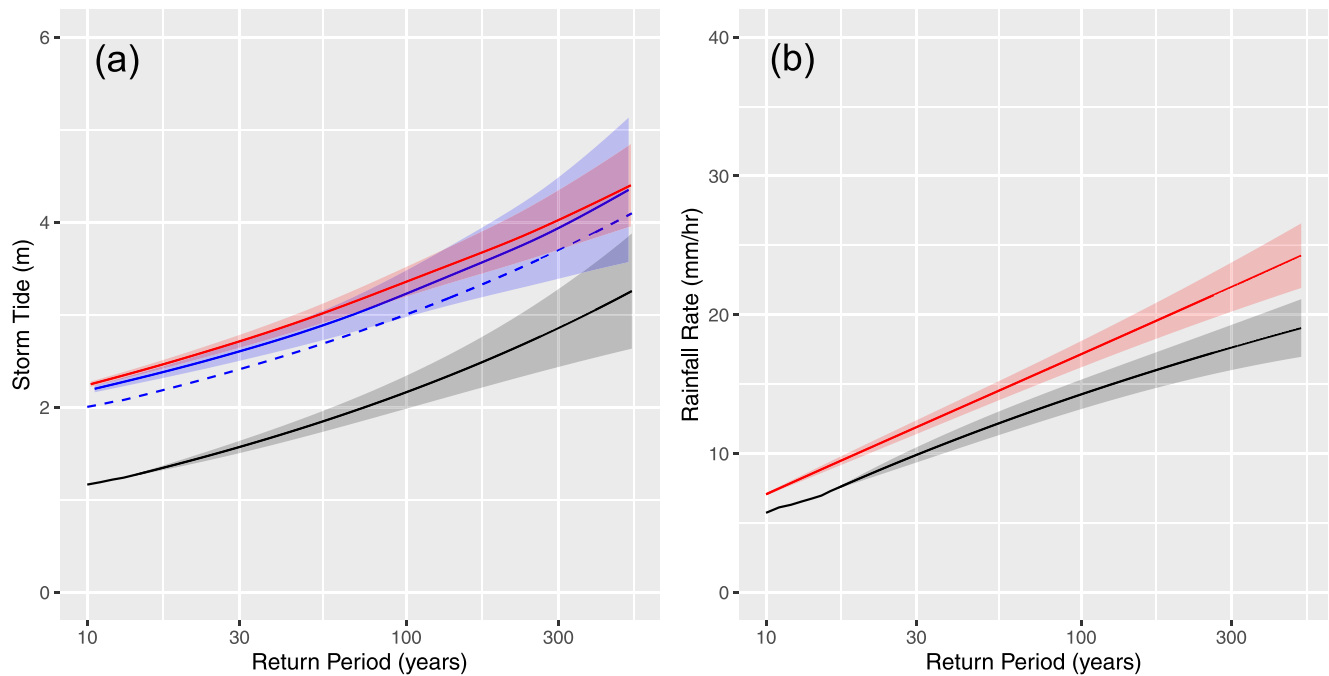 (a)
6
4
2
0
Storm Tide (m)
10 30 100 300
Return Period (years)
(b)
40
30
20
10
0
Rainfall Rate (mm/hr)
10 30 100 300
Return Period (years)